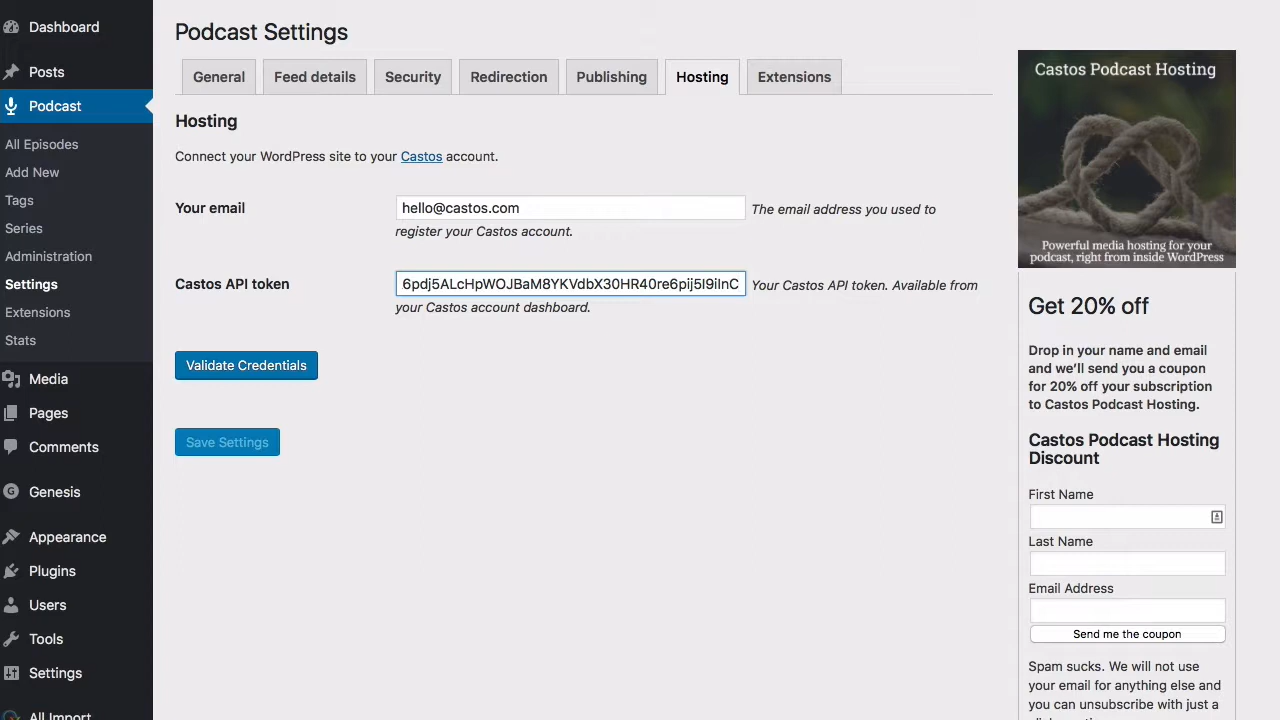 Dashboard
Posts
Podcast
All Episodes
Add New
Tags
Series
Administration
Settings
Extensions
Stats
Media
Pages
Comments
Genesis
Appearance
Plugins
Users
Tools
Settings
All Import
Podcast Settings
General Feed details Security Redirection Publishing Hosting Extensions
Hosting
Connect your WordPress site to your Castos account.
Your email hello@castos.com The email address you used to
register your Castos account.
Castos API token 6pdj5ALcHpWOJBaM8YKVdbX30HR40re6pij5I9iInC Your Castos API token. Available from
your Castos account dashboard.
Validate Credentials
Save Settings
Castos Podcast Hosting
Powerful media hosting for your
podcast, right from inside WordPress
Get 20% off
Drop in your name and email
and we'll send you a coupon
for 20% off your subscription
to Castos Podcast Hosting.
Castos Podcast Hosting
Discount
First Name
Last Name
Email Address
Send me the coupon
Spam sucks. We will not use
your email for anything else and
you can unsubscribe with just a